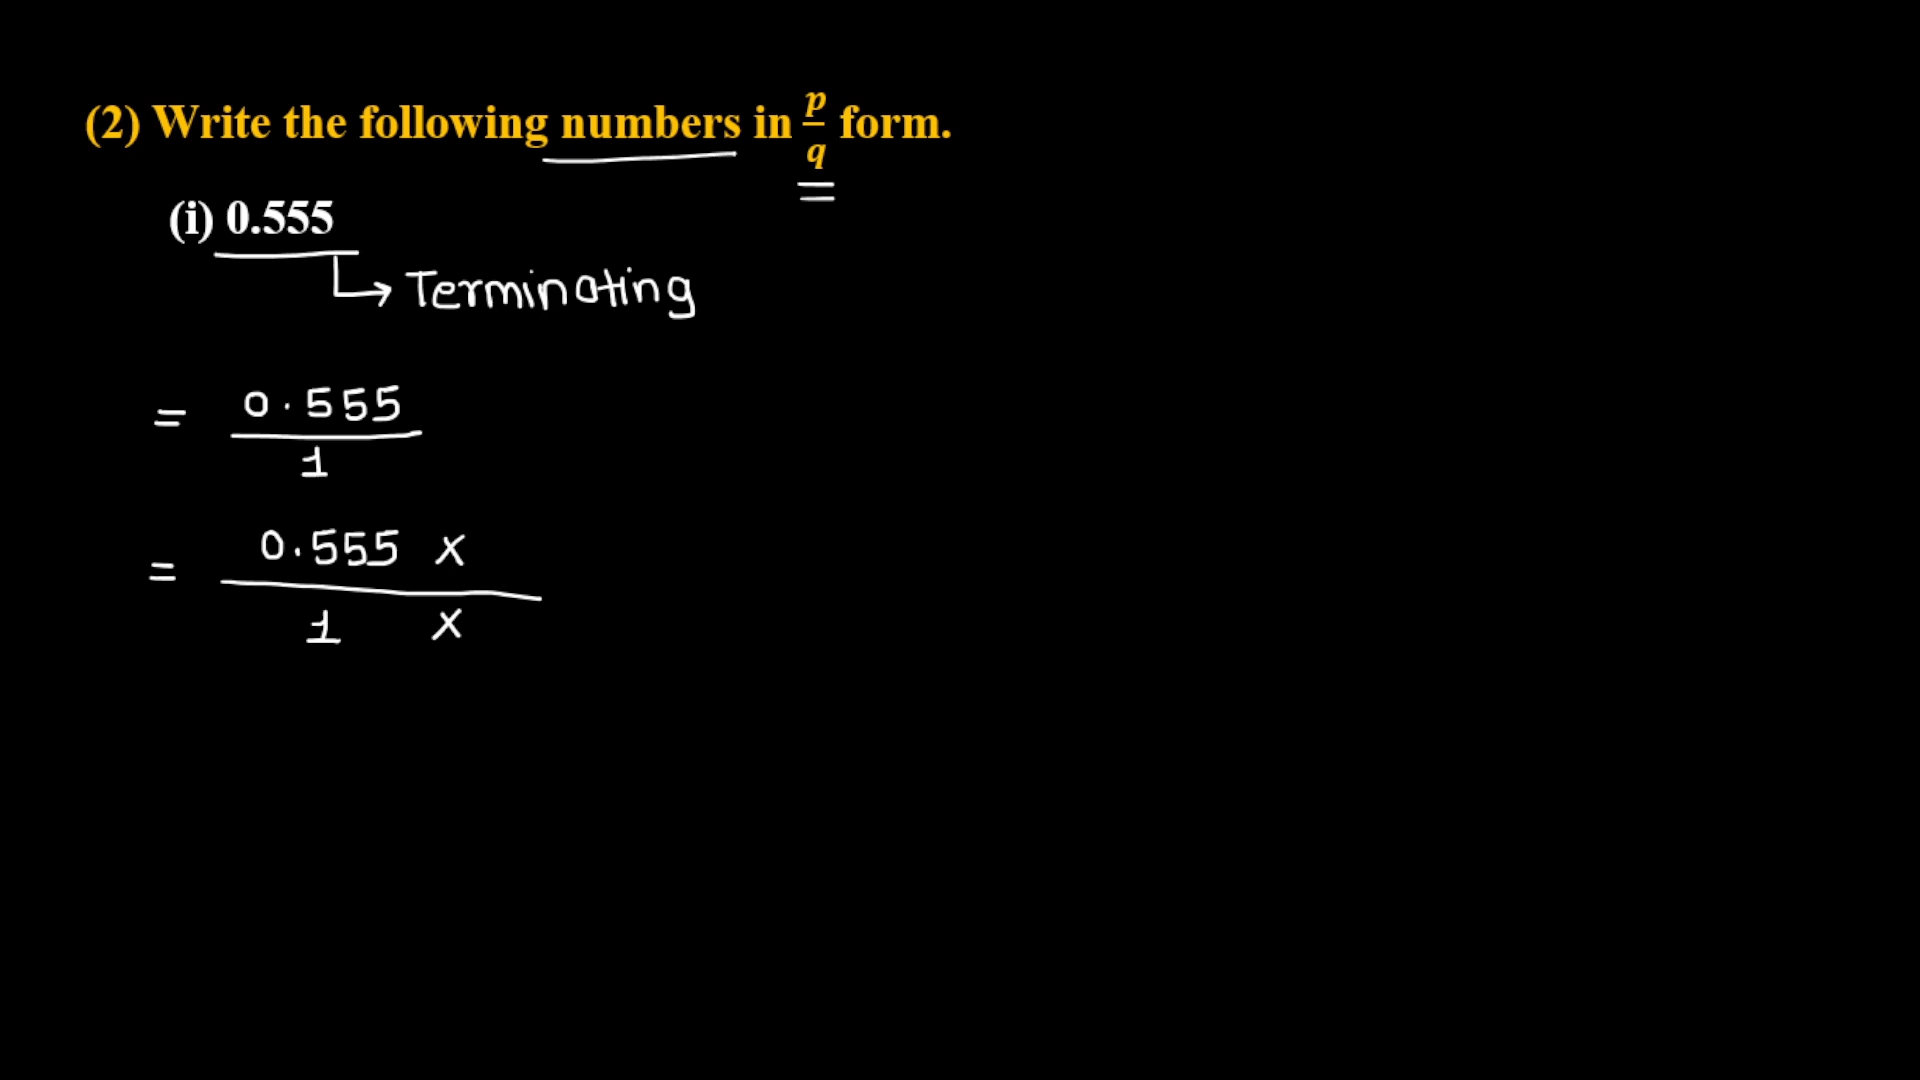 (2) Write the following numbers in p/q form.
(i) 0.555
Terminating
= 0.555 / 1
= 0.555 x / 1 x